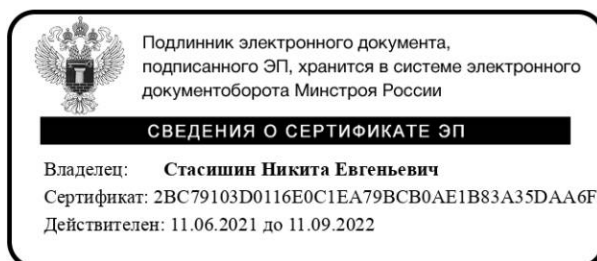 Подлинник электронного документа,
подписанного ЭП, хранится в системе электронного
документоборота Минстроя России
СВЕДЕНИЯ О СЕРТИФИКАТЕ ЭП
Владелец: Стасишин Никита Евгеньевич
Сертификат: 2BC79103D0116E0C1EA79BCB0AE1B83A35DAA6F
Действителен: 11.06.2021 до 11.09.2022